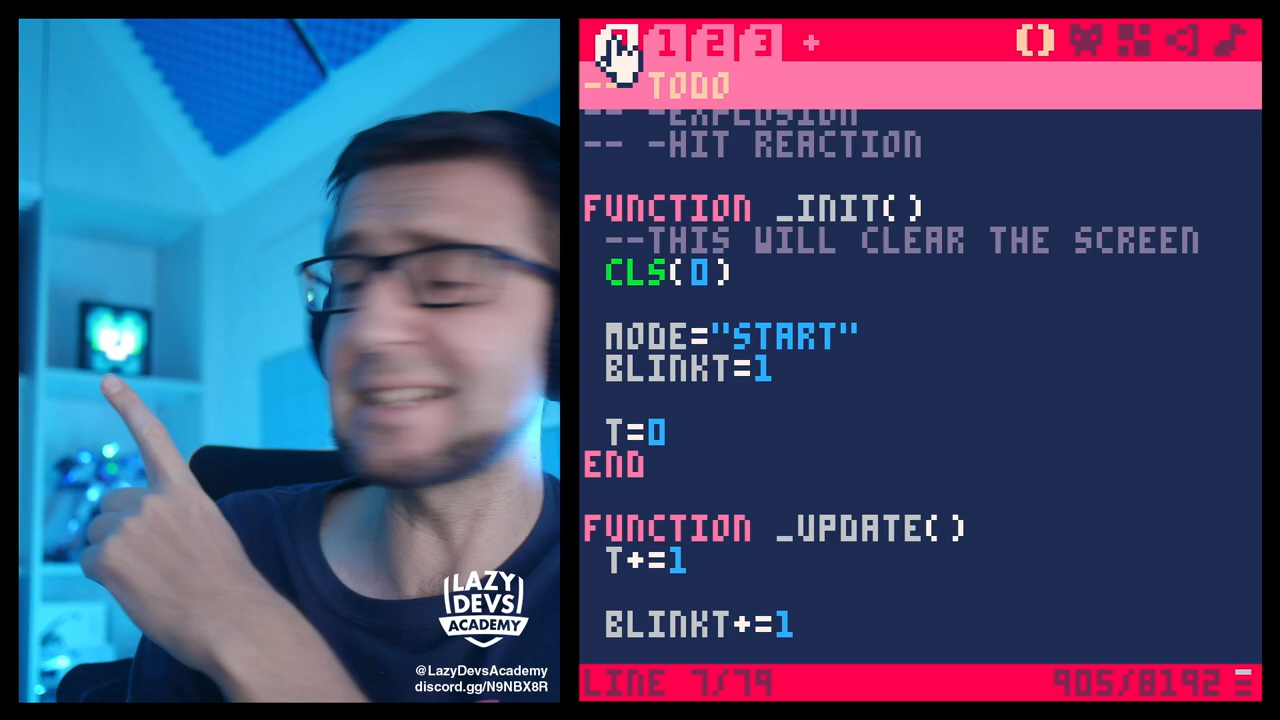 1 2 3 +
-- TODO
-- -EXPLOSION
-- -HIT REACTION
FUNCTION _INIT()
--THIS WILL CLEAR THE SCREEN
CLS(0)
MODE="START"
BLINKT=1
T=0
END
FUNCTION _UPDATE()
T+=1
BLINKT+=1
LINE 7/79
905/8192
LAZY
DEVS
ACADEMY
@LazyDevsAcademy
discord.gg/N9NBX8R